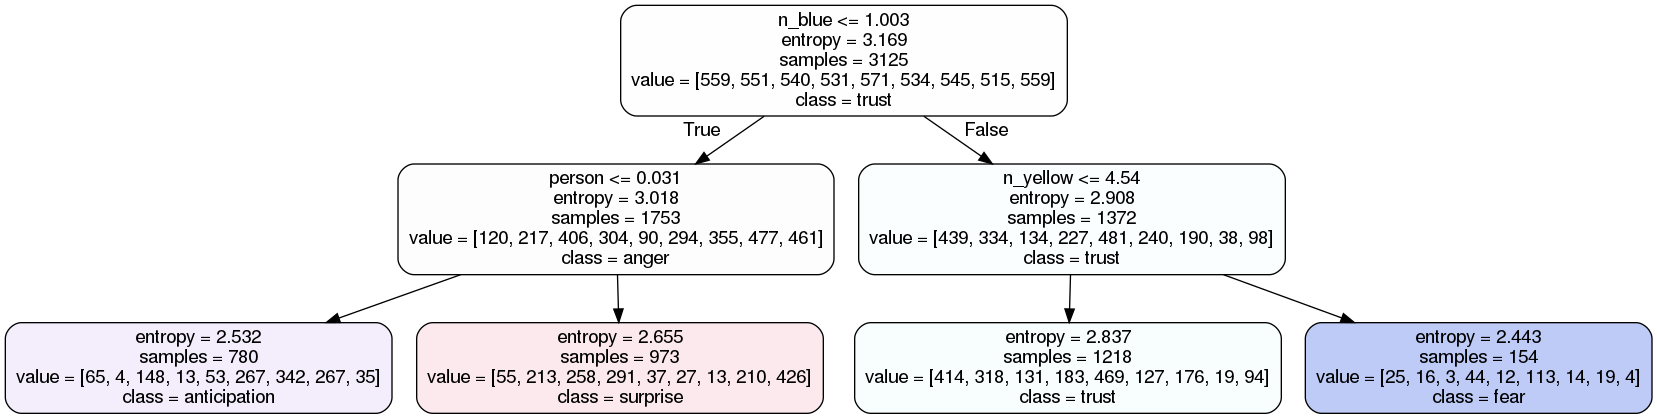 n_blue <= 1.003
entropy = 3.169
samples = 3125
value = [559, 551, 540, 531, 571, 534, 545, 515, 559]
class = trust
True
False
person <= 0.031
entropy = 3.018
samples = 1753
value = [120, 217, 406, 304, 90, 294, 355, 477, 461]
class = anger
n_yellow <= 4.54
entropy = 2.908
samples = 1372
value = [439, 334, 134, 227, 481, 240, 190, 38, 98]
class = trust
entropy = 2.532
samples = 780
value = [65, 4, 148, 13, 53, 267, 342, 267, 35]
class = anticipation
entropy = 2.655
samples = 973
value = [55, 213, 258, 291, 37, 27, 13, 210, 426]
class = surprise
entropy = 2.837
samples = 1218
value = [414, 318, 131, 183, 469, 127, 176, 19, 94]
class = trust
entropy = 2.443
samples = 154
value = [25, 16, 3, 44, 12, 113, 14, 19, 4]
class = fear